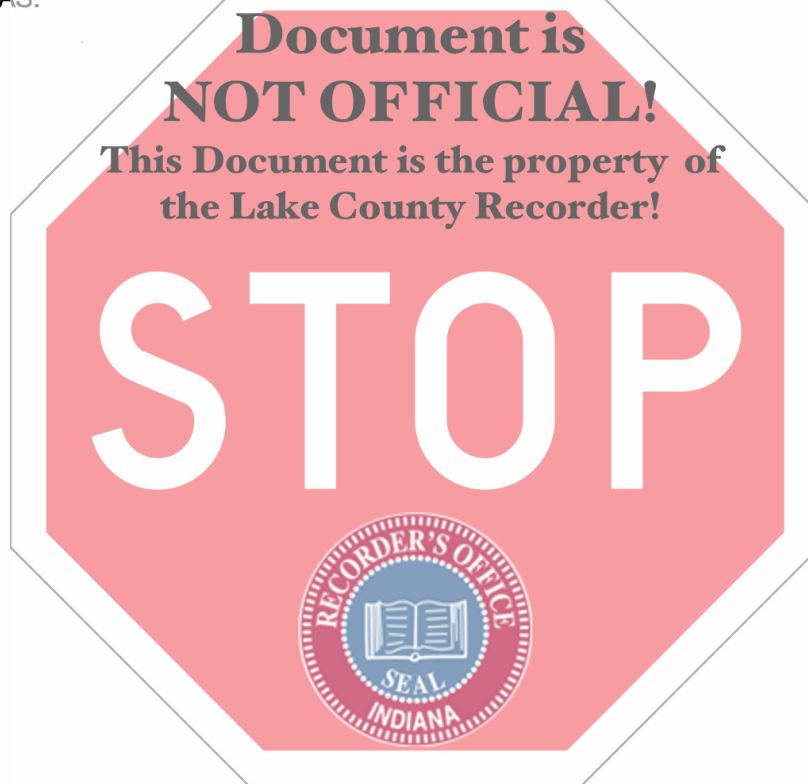 Document is
NOT OFFICIAL!
This Document is the property of
the Lake County Recorder!
STOP
RECORDER'S OFFICE
SEAL
INDIANA